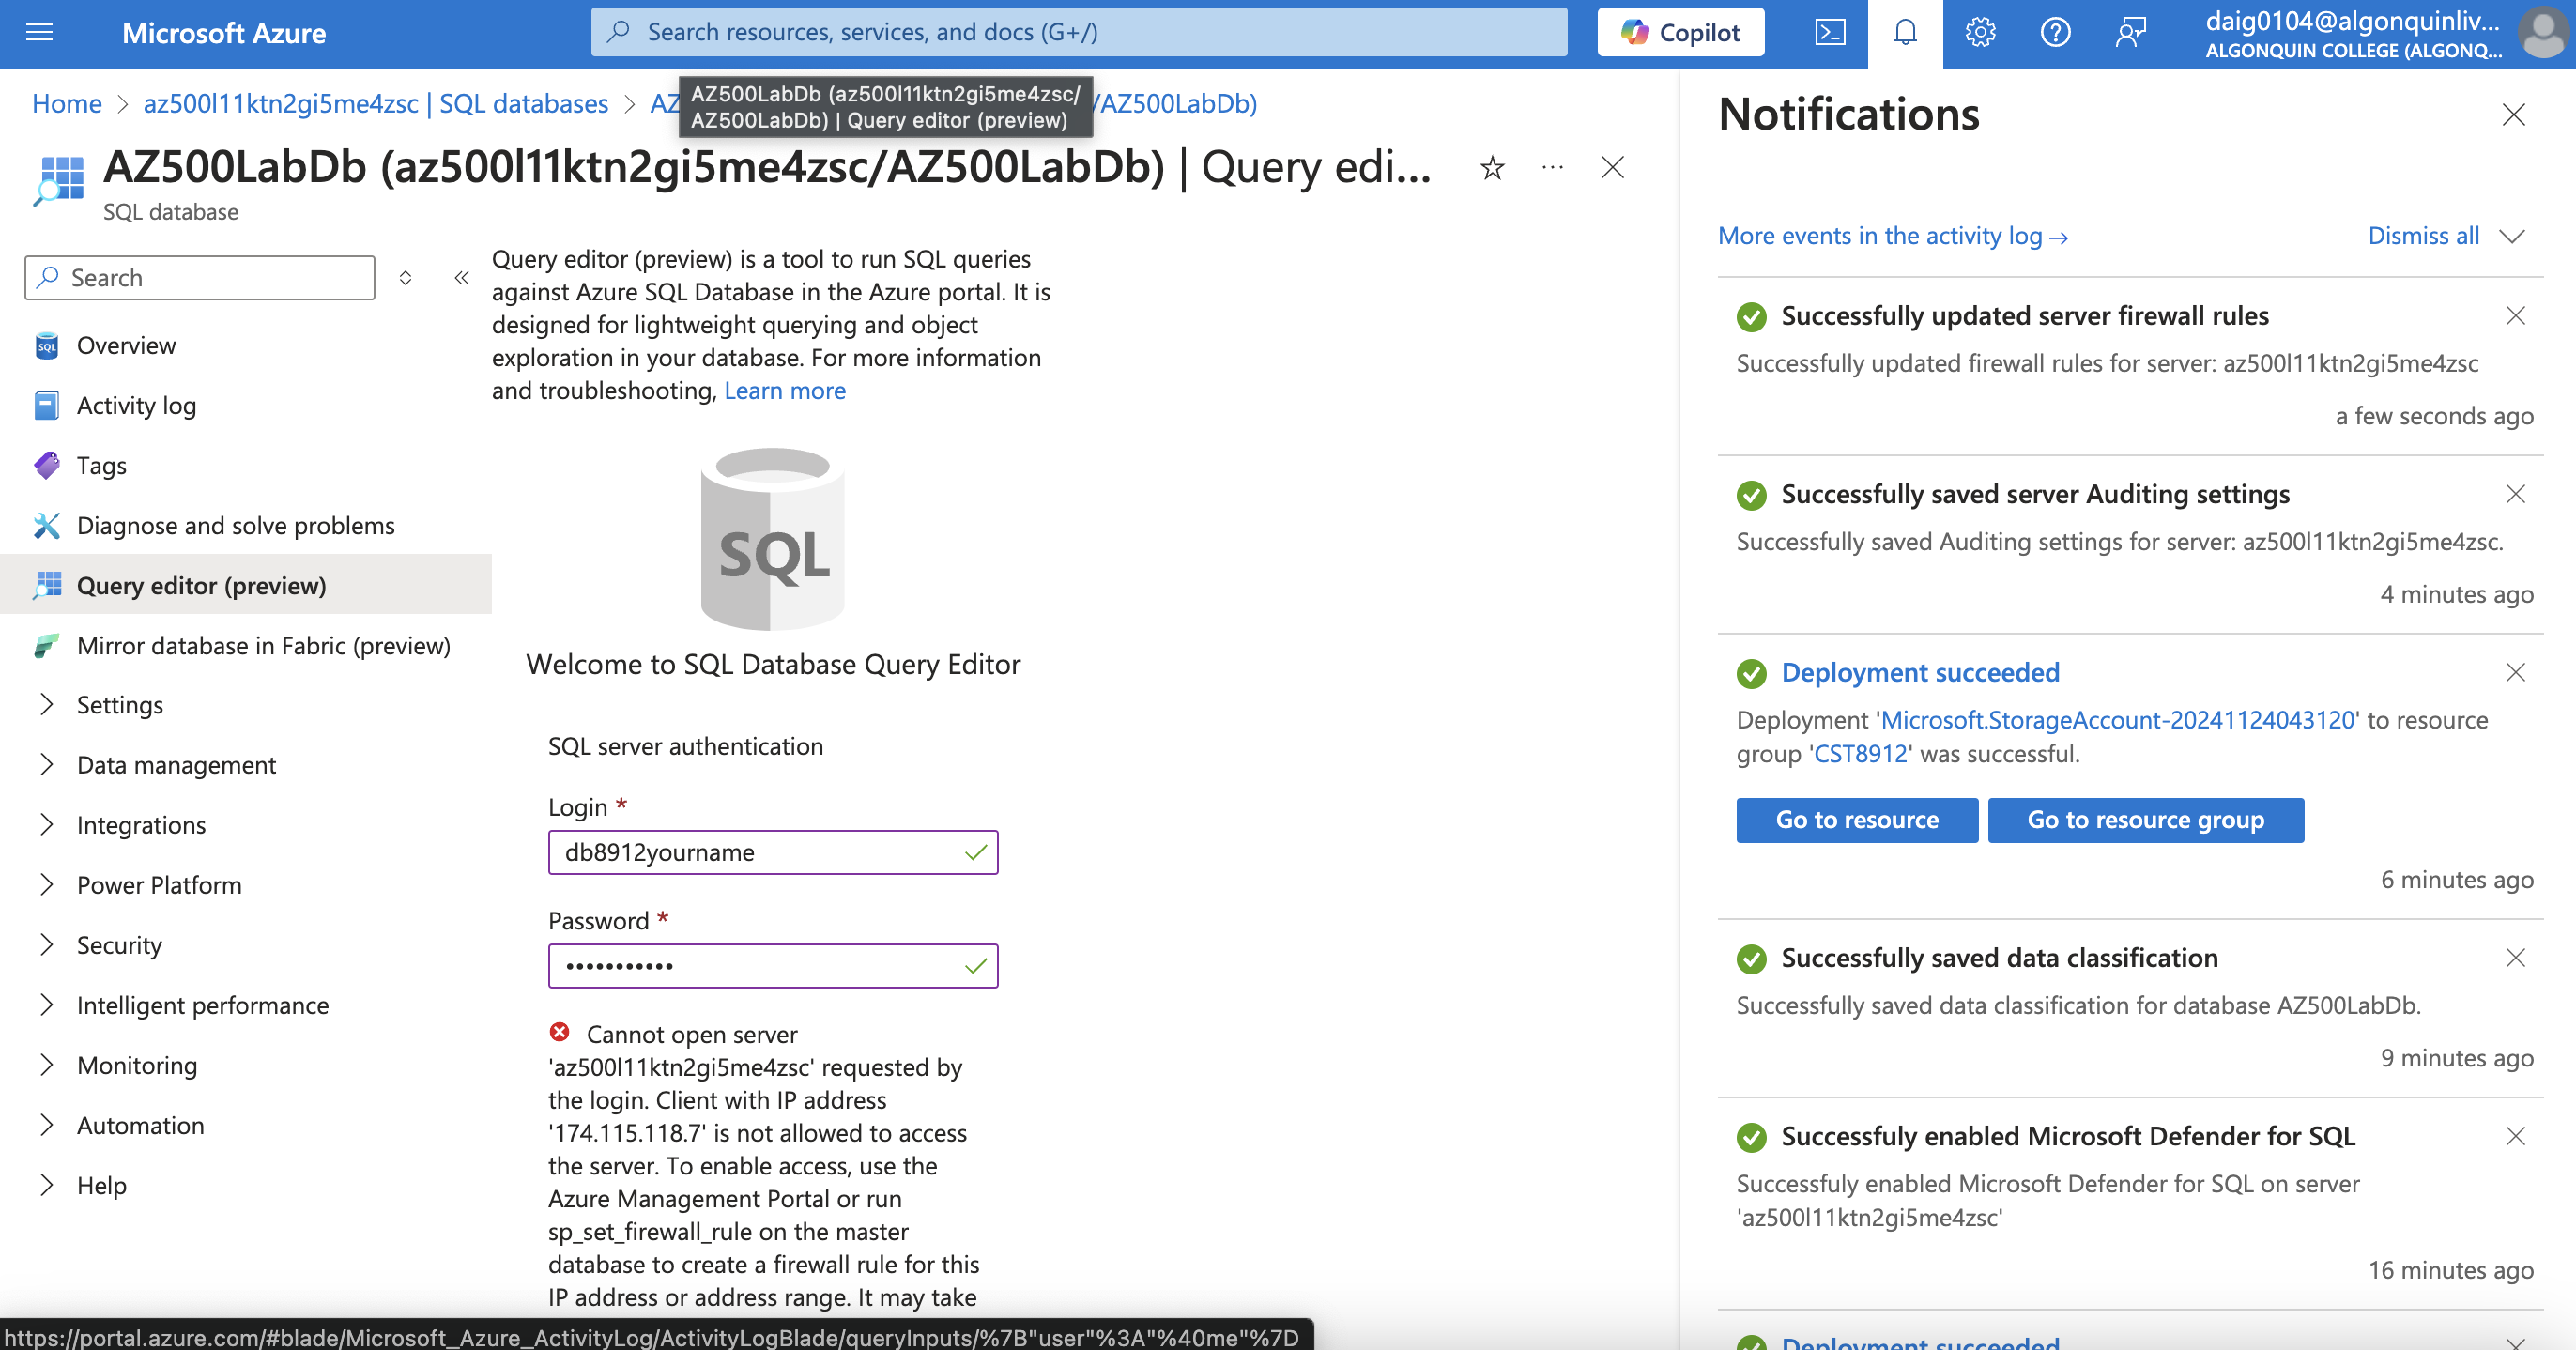 Microsoft Azure
Search resources, services, and docs (G+/)
Copilot
daig0104@algonquinliv...
ALGONQUIN COLLEGE (ALGONQ...
Home > az500l11ktn2gi5me4zsc | SQL databases > AZ
/AZ500LabDb)
AZ500LabDb (az500l11ktn2gi5me4zsc/
AZ500LabDb) | Query editor (preview)
AZ500LabDb (az500l11ktn2gi5me4zsc/AZ500LabDb) | Query edi...
SQL database
Search
Overview
Activity log
Tags
Diagnose and solve problems
Query editor (preview)
Mirror database in Fabric (preview)
Settings
Data management
Integrations
Power Platform
Security
Intelligent performance
Monitoring
Automation
Help
Query editor (preview) is a tool to run SQL queries
against Azure SQL Database in the Azure portal. It is
designed for lightweight querying and object
exploration in your database. For more information
and troubleshooting, Learn more
SQL
Welcome to SQL Database Query Editor
SQL server authentication
Login *
db8912yourname
Password *
•••••••••••
Cannot open server
'az500l11ktn2gi5me4zsc' requested by
the login. Client with IP address
'174.115.118.7' is not allowed to access
the server. To enable access, use the
Azure Management Portal or run
sp_set_firewall_rule on the master
database to create a firewall rule for this
IP address or address range. It may take
https://portal.azure.com/#blade/Microsoft_Azure_ActivityLog/ActivityLogBlade/queryInputs/%7B"user"%3A"%40me"%7D
Notifications
More events in the activity log →
Dismiss all
Successfully updated server firewall rules
Successfully updated firewall rules for server: az500l11ktn2gi5me4zsc
a few seconds ago
Successfully saved server Auditing settings
Successfully saved Auditing settings for server: az500l11ktn2gi5me4zsc.
4 minutes ago
Deployment succeeded
Deployment 'Microsoft.StorageAccount-20241124043120' to resource
group 'CST8912' was successful.
Go to resource
Go to resource group
6 minutes ago
Successfully saved data classification
Successfully saved data classification for database AZ500LabDb.
9 minutes ago
Successfuly enabled Microsoft Defender for SQL
Successfuly enabled Microsoft Defender for SQL on server
'az500l11ktn2gi5me4zsc'
16 minutes ago
Deployment succeeded